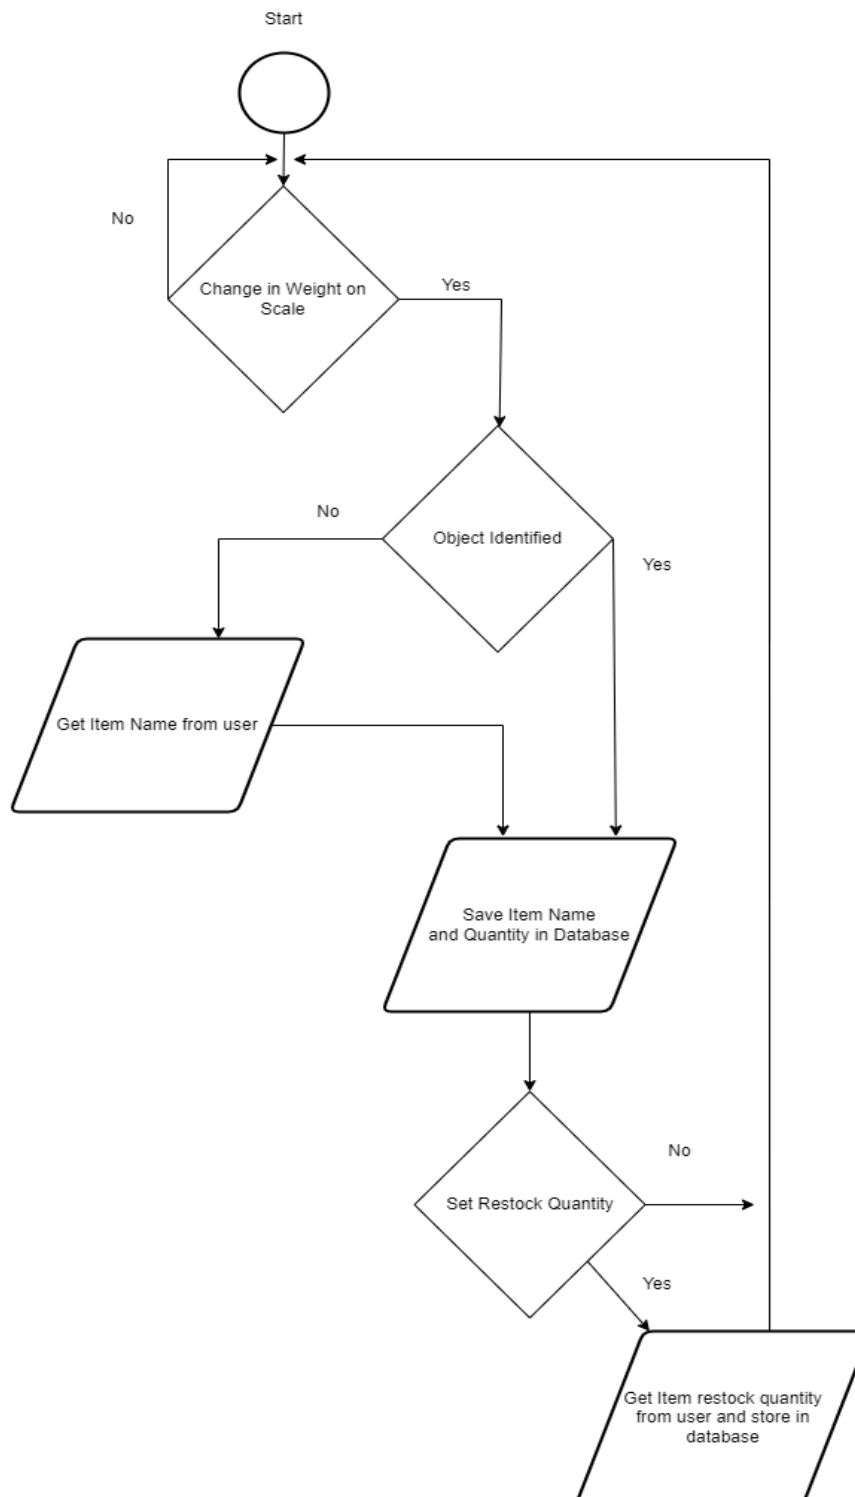 Start
No
Change in Weight on
Scale
Yes
No
Object Identified
Yes
Get Item Name from user
Save Item Name
and Quantity in Database
No
Set Restock Quantity
Yes
Get Item restock quantity
from user and store in
database